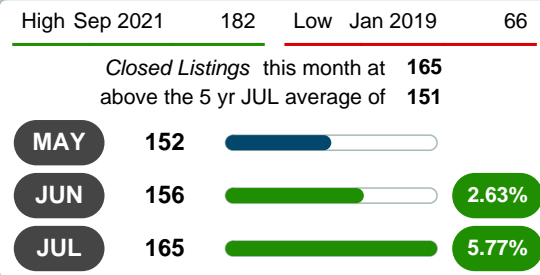 High Sep 2021 182 Low Jan 2019 66
Closed Listings this month at 165
above the 5 yr JUL average of 151
MAY 152
JUN 156 2.63%
JUL 165 5.77%